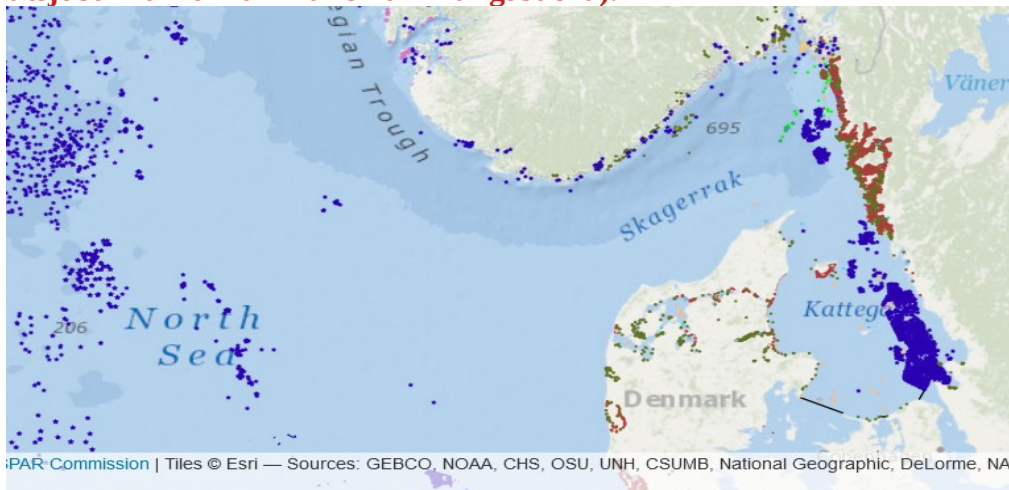 egian Trough
Väner
695
Skagerrak
Kattega
206
North
Sea
Denmark
SPAR Commission | Tiles © Esri — Sources: GEBCO, NOAA, CHS, OSU, UNH, CSUMB, National Geographic, DeLorme, NA